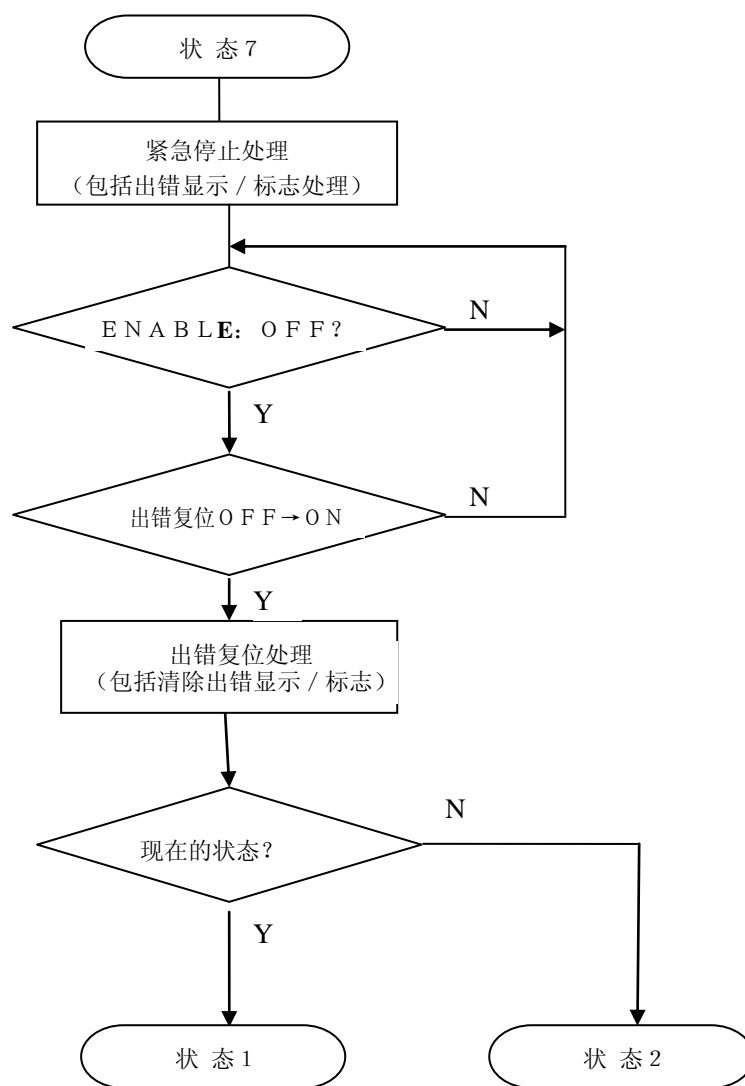 状 态７
紧急停止处理
（包括出错显示／标志处理）
ＥＮＡＢＬE：ＯＦＦ？
N
Y
出错复位ＯＦＦ→ＯＮ
N
Y
出错复位处理
（包括清除出错显示／标志）
现在的状态？
N
Y
状 态１
状 态２